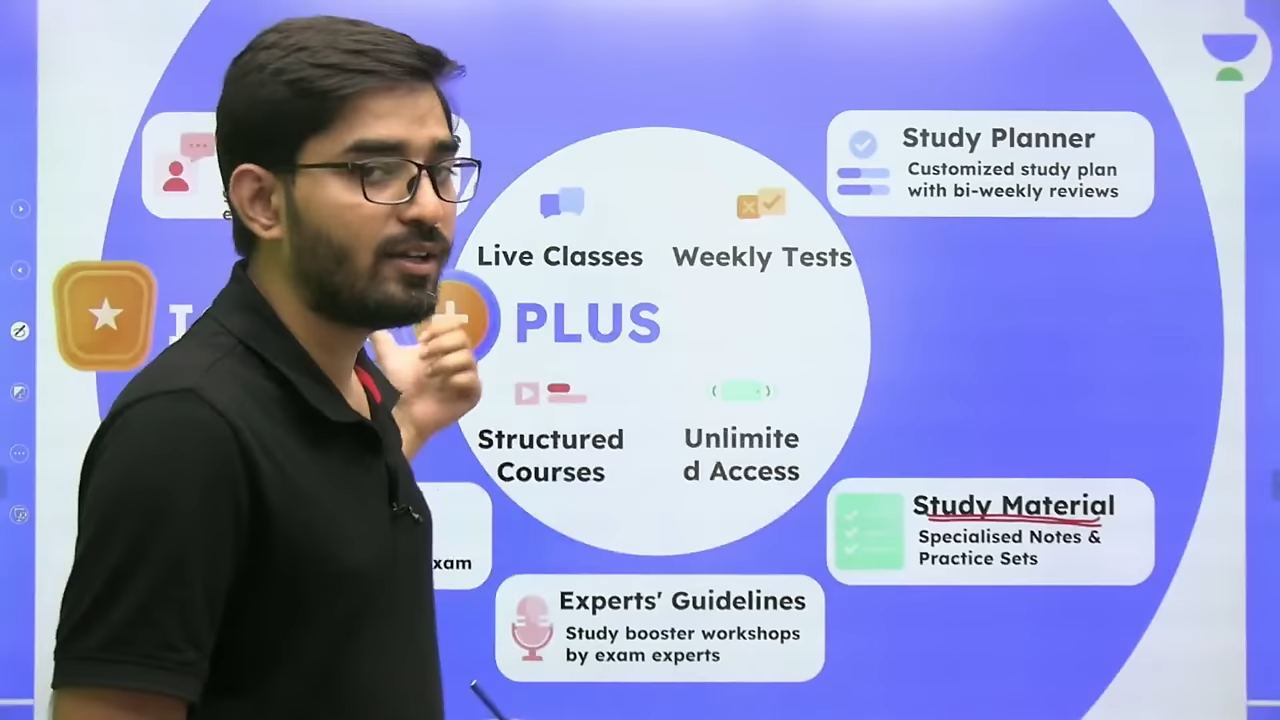 Study Planner
Customized study plan
with bi-weekly reviews
Live Classes
Weekly Tests
PLUS
Structured
Courses
Unlimite
d Access
Study Material
Specialised Notes &
Practice Sets
Experts' Guidelines
Study booster workshops
by exam experts